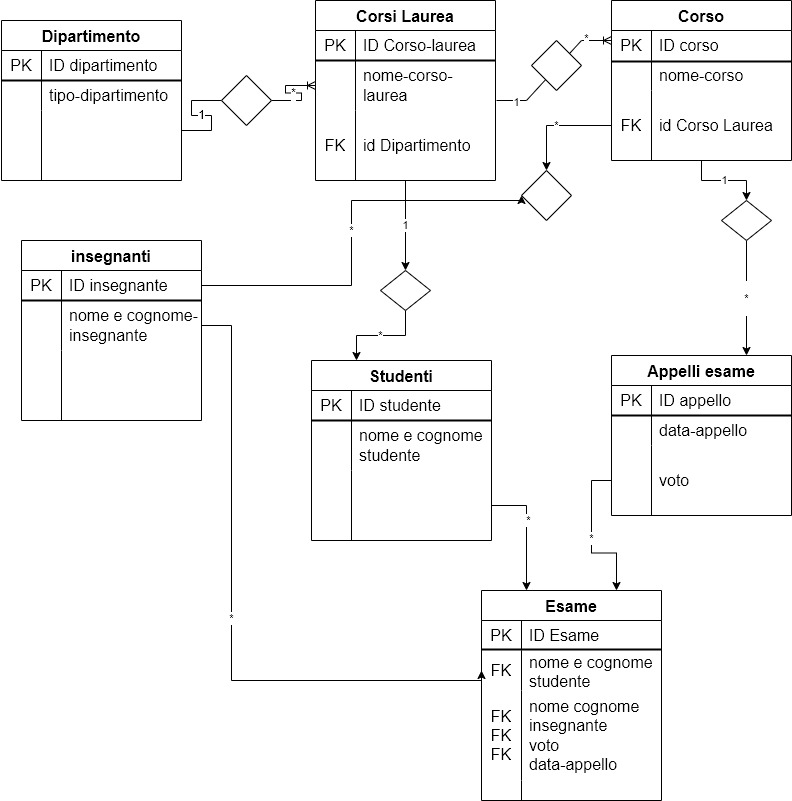 Dipartimento
PK ID dipartimento
tipo-dipartimento
1
*
Corsi Laurea
PK ID Corso-laurea
nome-corso-
laurea
FK id Dipartimento
1
*
Corso
PK ID corso
nome-corso
FK id Corso Laurea
*
*
1
1
*
*
insegnanti
PK ID insegnante
nome e cognome-
insegnante
Studenti
PK ID studente
nome e cognome
studente
Appelli esame
PK ID appello
data-appello
voto
*
*
*
Esame
PK ID Esame
FK nome e cognome
studente
nome cognome
FK insegnante
FK voto
FK data-appello